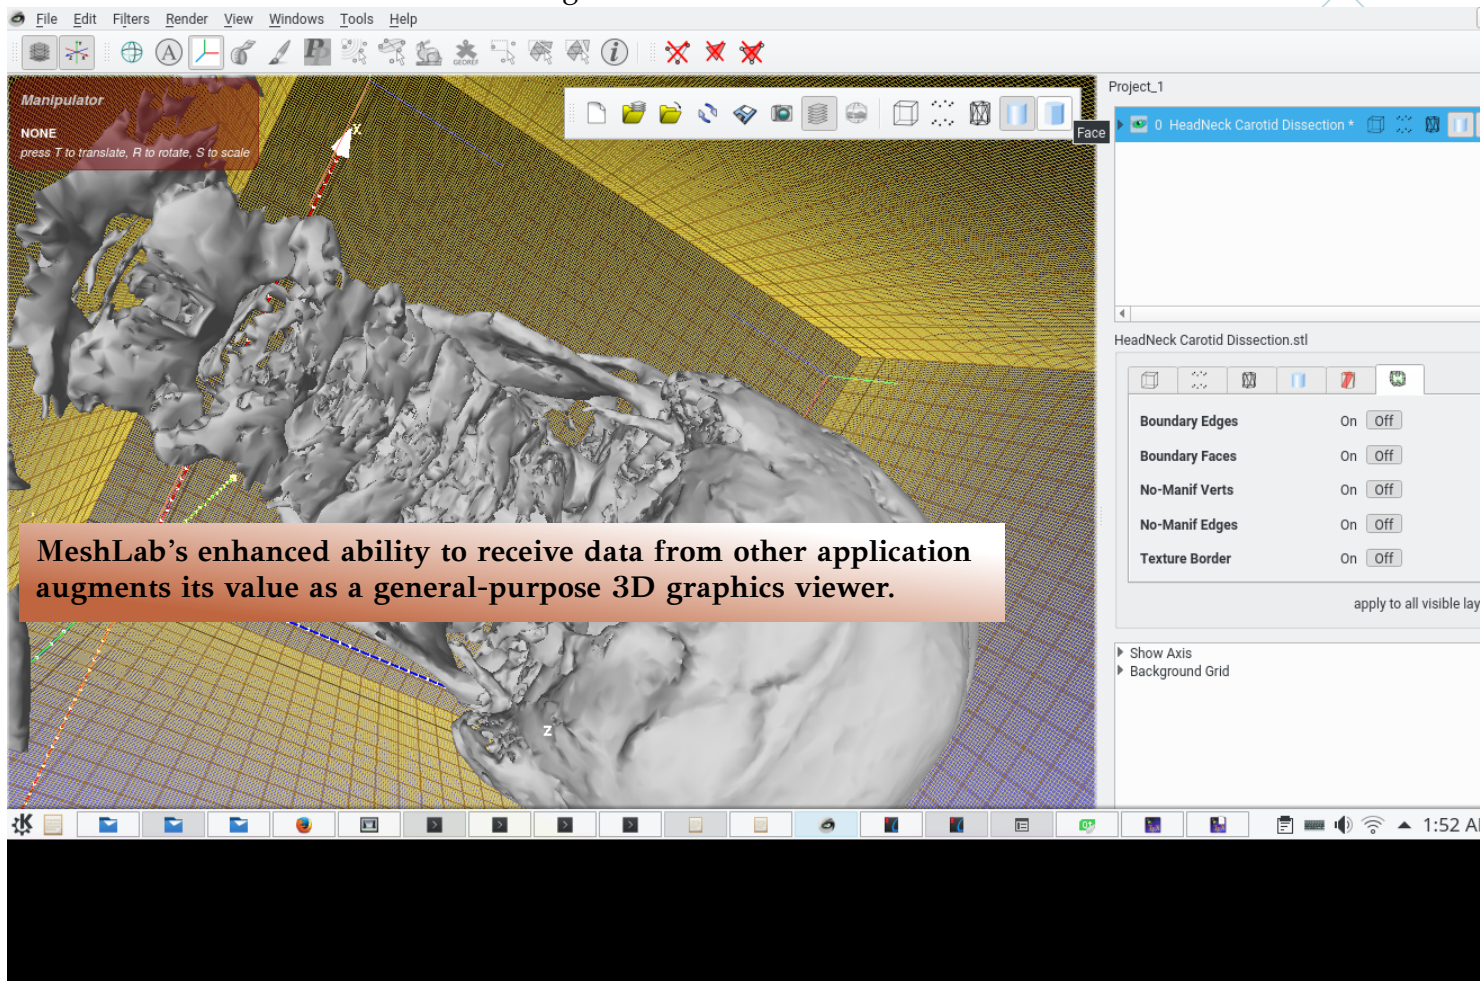 File Edit Filters Render View Windows Tools Help
GEOREF
Project_1
Manipulator
NONE
press T to translate, R to rotate, S to scale
X
Face
0 HeadNeck Carotid Dissection *
HeadNeck Carotid Dissection.stl
Boundary Edges On Off
Boundary Faces On Off
No-Manif Verts On Off
No-Manif Edges On Off
Texture Border On Off
apply to all visible lay
MeshLab’s enhanced ability to receive data from other application
augments its value as a general-purpose 3D graphics viewer.
Show Axis
Background Grid
Z
1:52 A